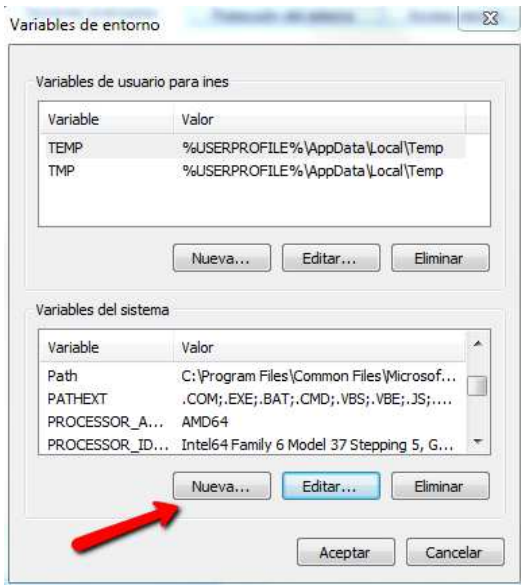 Variables de entorno
Variables de usuario para ines
Variable Valor
TEMP %USERPROFILE%\AppData\Local\Temp
TMP %USERPROFILE%\AppData\Local\Temp
Nueva... Editar... Eliminar
Variables del sistema
Variable Valor
Path C:\Program Files\Common Files\Microsof...
PATHEXT .COM;.EXE;.BAT;.CMD;.VBS;.VBE;.JS;....
PROCESSOR_A... AMD64
PROCESSOR_ID... Intel64 Family 6 Model 37 Stepping 5, G...
Nueva... Editar... Eliminar
Aceptar Cancelar